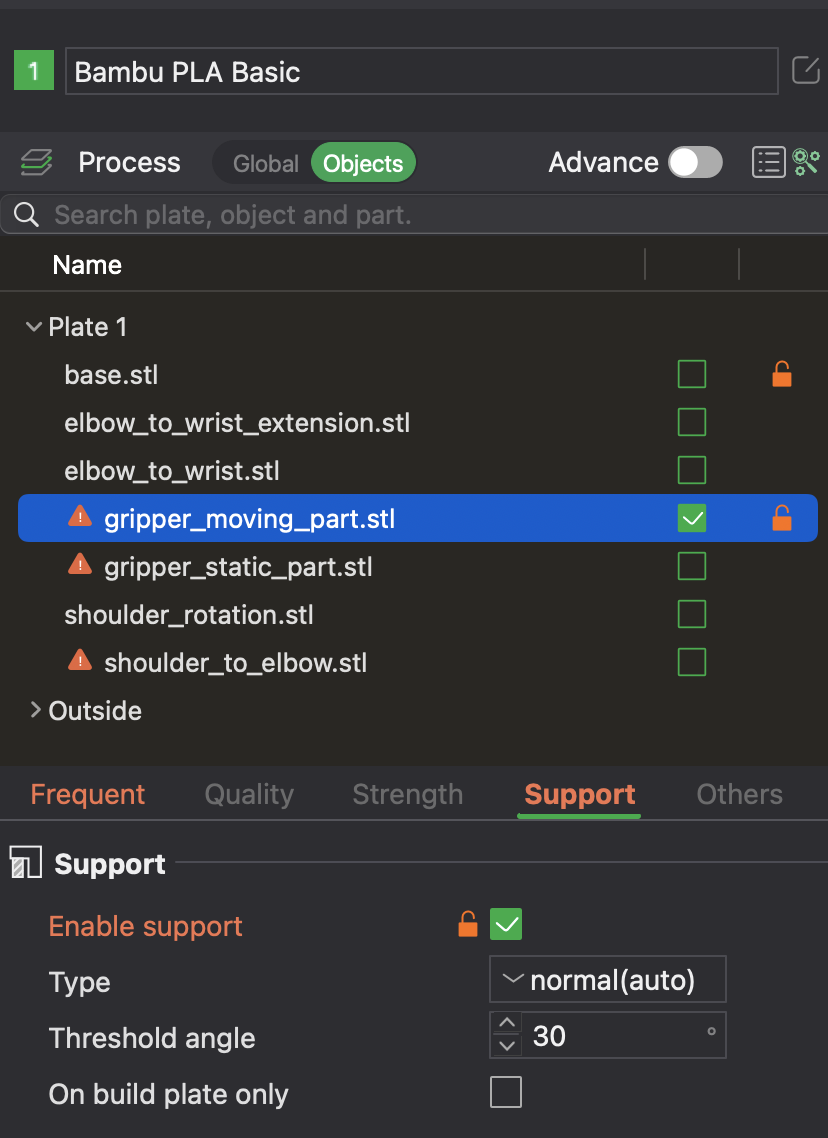 1 Bambu PLA Basic
Process Global Objects Advance
Search plate, object and part.
Name
Plate 1
base.stl
elbow_to_wrist_extension.stl
elbow_to_wrist.stl
gripper_moving_part.stl
gripper_static_part.stl
shoulder_rotation.stl
shoulder_to_elbow.stl
Outside
Frequent Quality Strength Support Others
Support
Enable support
Type normal(auto)
Threshold angle 30 °
On build plate only